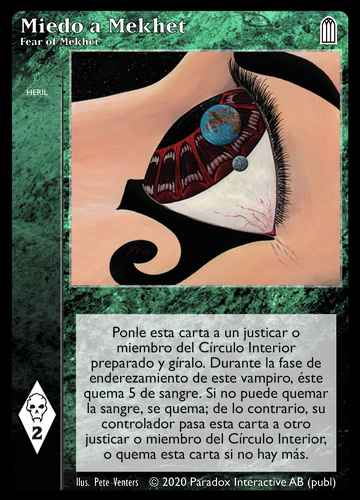 Miedo a Mekhet
Fear of Mekhet
HERIL
Ponle esta carta a un justicar o
miembro del Círculo Interior
preparado y gíralo. Durante la fase de
enderezamiento de este vampiro, éste
quema 5 de sangre. Si no puede quemar
la sangre, se quema; de lo contrario, su
controlador pasa esta carta a otro
justicar o miembro del Círculo Interior,
o quema esta carta si no hay más.
2
Ilus. Pete Venters © 2020 Paradox Interactive AB (publ)